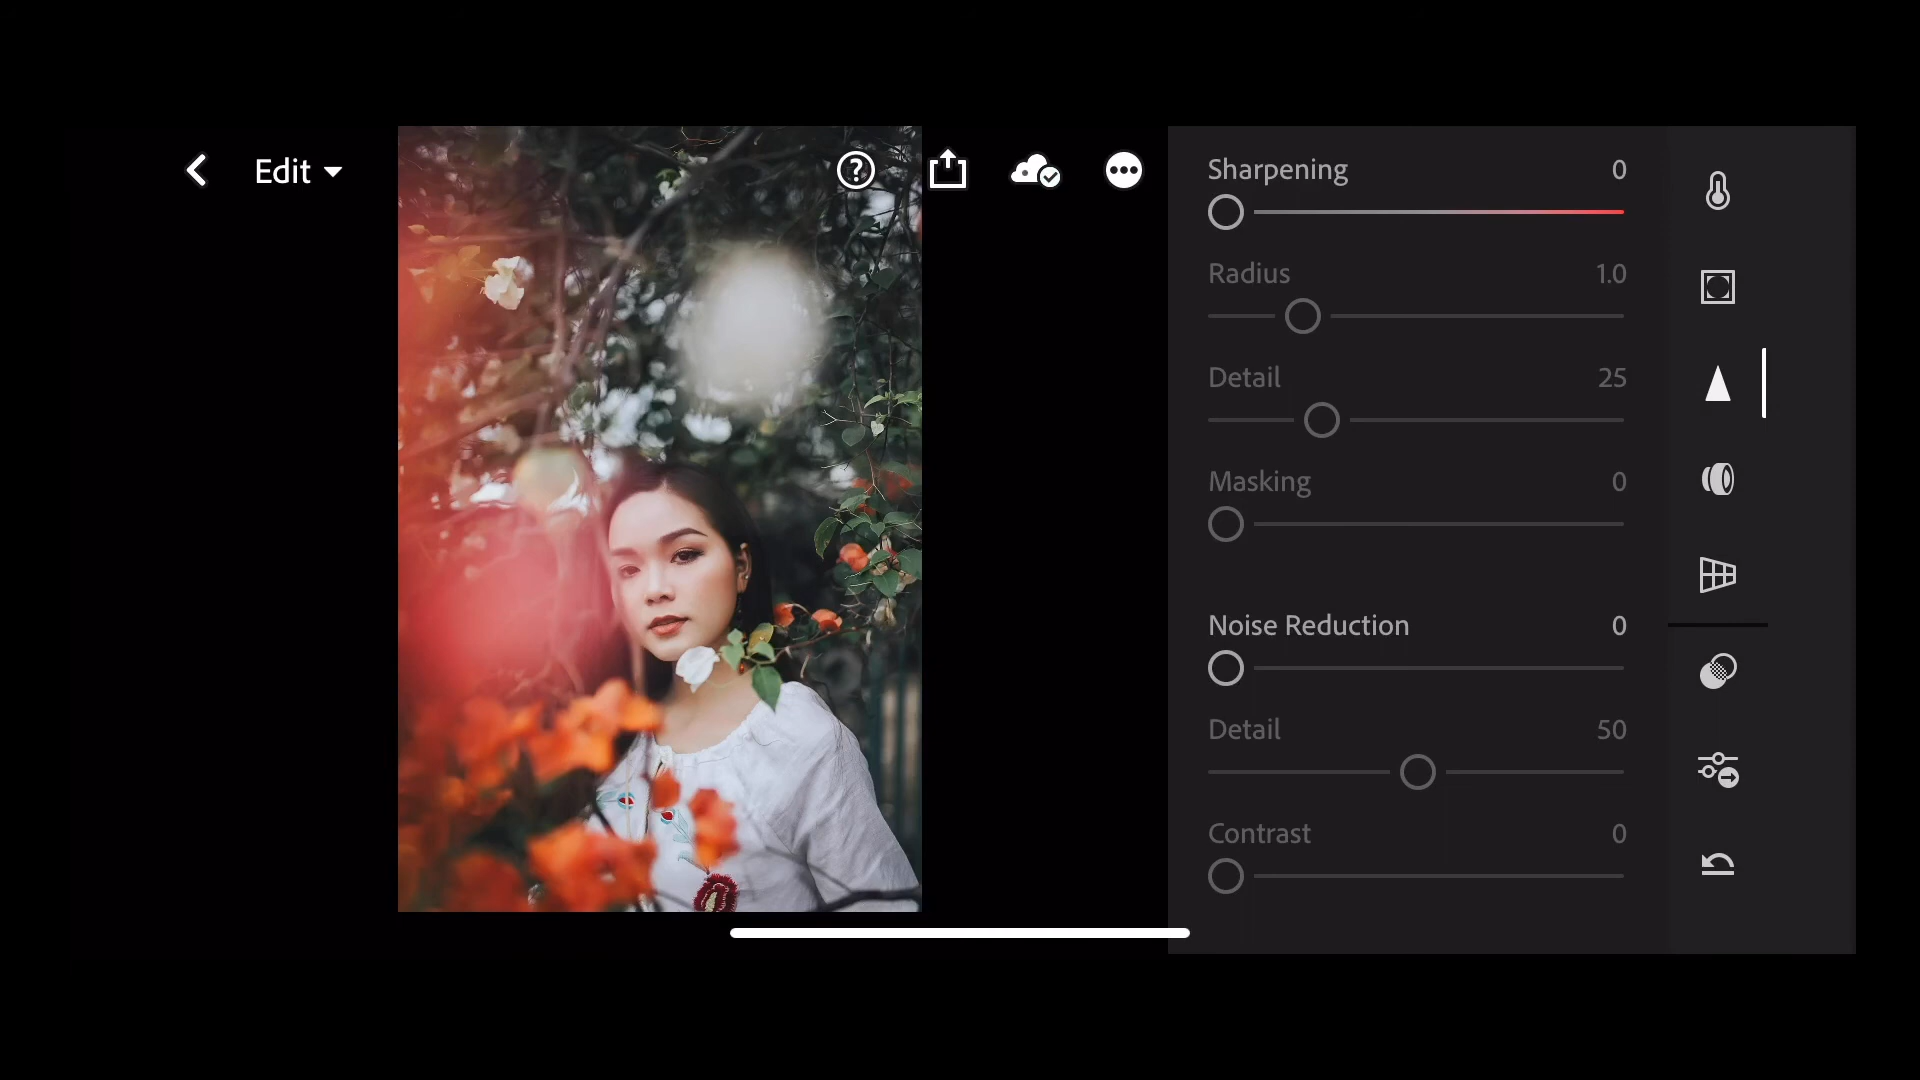 Edit
Sharpening 0
Radius 1.0
Detail 25
Masking 0
Noise Reduction 0
Detail 50
Contrast 0